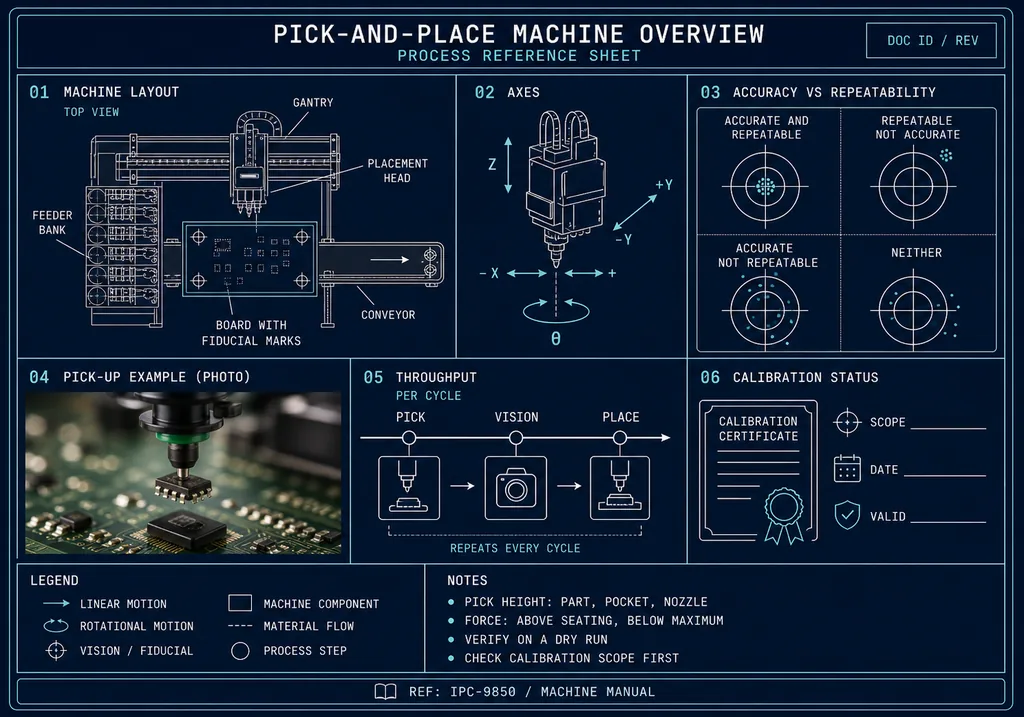 PICK-AND-PLACE MACHINE OVERVIEW
PROCESS REFERENCE SHEET
DOC ID / REV
01 MACHINE LAYOUT
TOP VIEW
GANTRY
PLACEMENT
HEAD
FEEDER
BANK
BOARD WITH
FIDUCIAL MARKS
CONVEYOR
02 AXES
Z
+Y
-Y
- X
+
θ
03 ACCURACY VS REPEATABILITY
ACCURATE AND
REPEATABLE
REPEATABLE
NOT ACCURATE
ACCURATE
NOT REPEATABLE
NEITHER
04 PICK-UP EXAMPLE (PHOTO)
05 THROUGHPUT
PER CYCLE
PICK
VISION
PLACE
REPEATS EVERY CYCLE
06 CALIBRATION STATUS
CALIBRATION
CERTIFICATE
SCOPE
DATE
VALID
LEGEND
LINEAR MOTION
ROTATIONAL MOTION
VISION / FIDUCIAL
MACHINE COMPONENT
MATERIAL FLOW
PROCESS STEP
NOTES
• PICK HEIGHT: PART, POCKET, NOZZLE
• FORCE: ABOVE SEATING, BELOW MAXIMUM
• VERIFY ON A DRY RUN
• CHECK CALIBRATION SCOPE FIRST
REF: IPC-9850 / MACHINE MANUAL